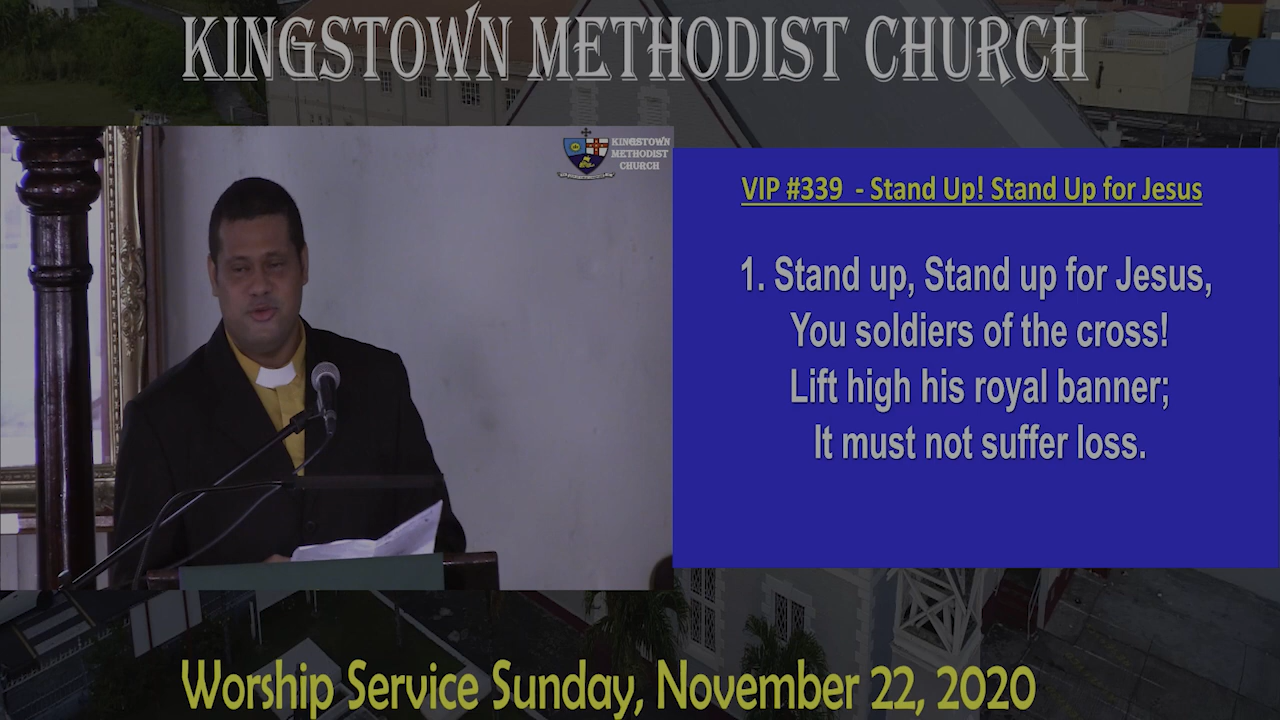 KINGSTOWN METHODIST CHURCH
KINGSTOWN
METHODIST
CHURCH
VIP #339 - Stand Up! Stand Up for Jesus
1. Stand up, Stand up for Jesus,
You soldiers of the cross!
Lift high his royal banner;
It must not suffer loss.
Worship Service Sunday, November 22, 2020